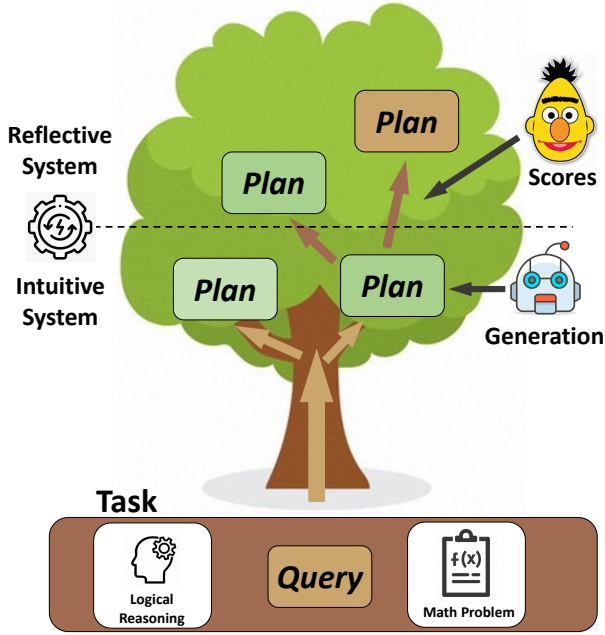 Plan
Reflective
System
Scores
Plan
Intuitive
System
Plan
Plan
Generation
Task
Logical
Reasoning
Query
f(x)
Math Problem